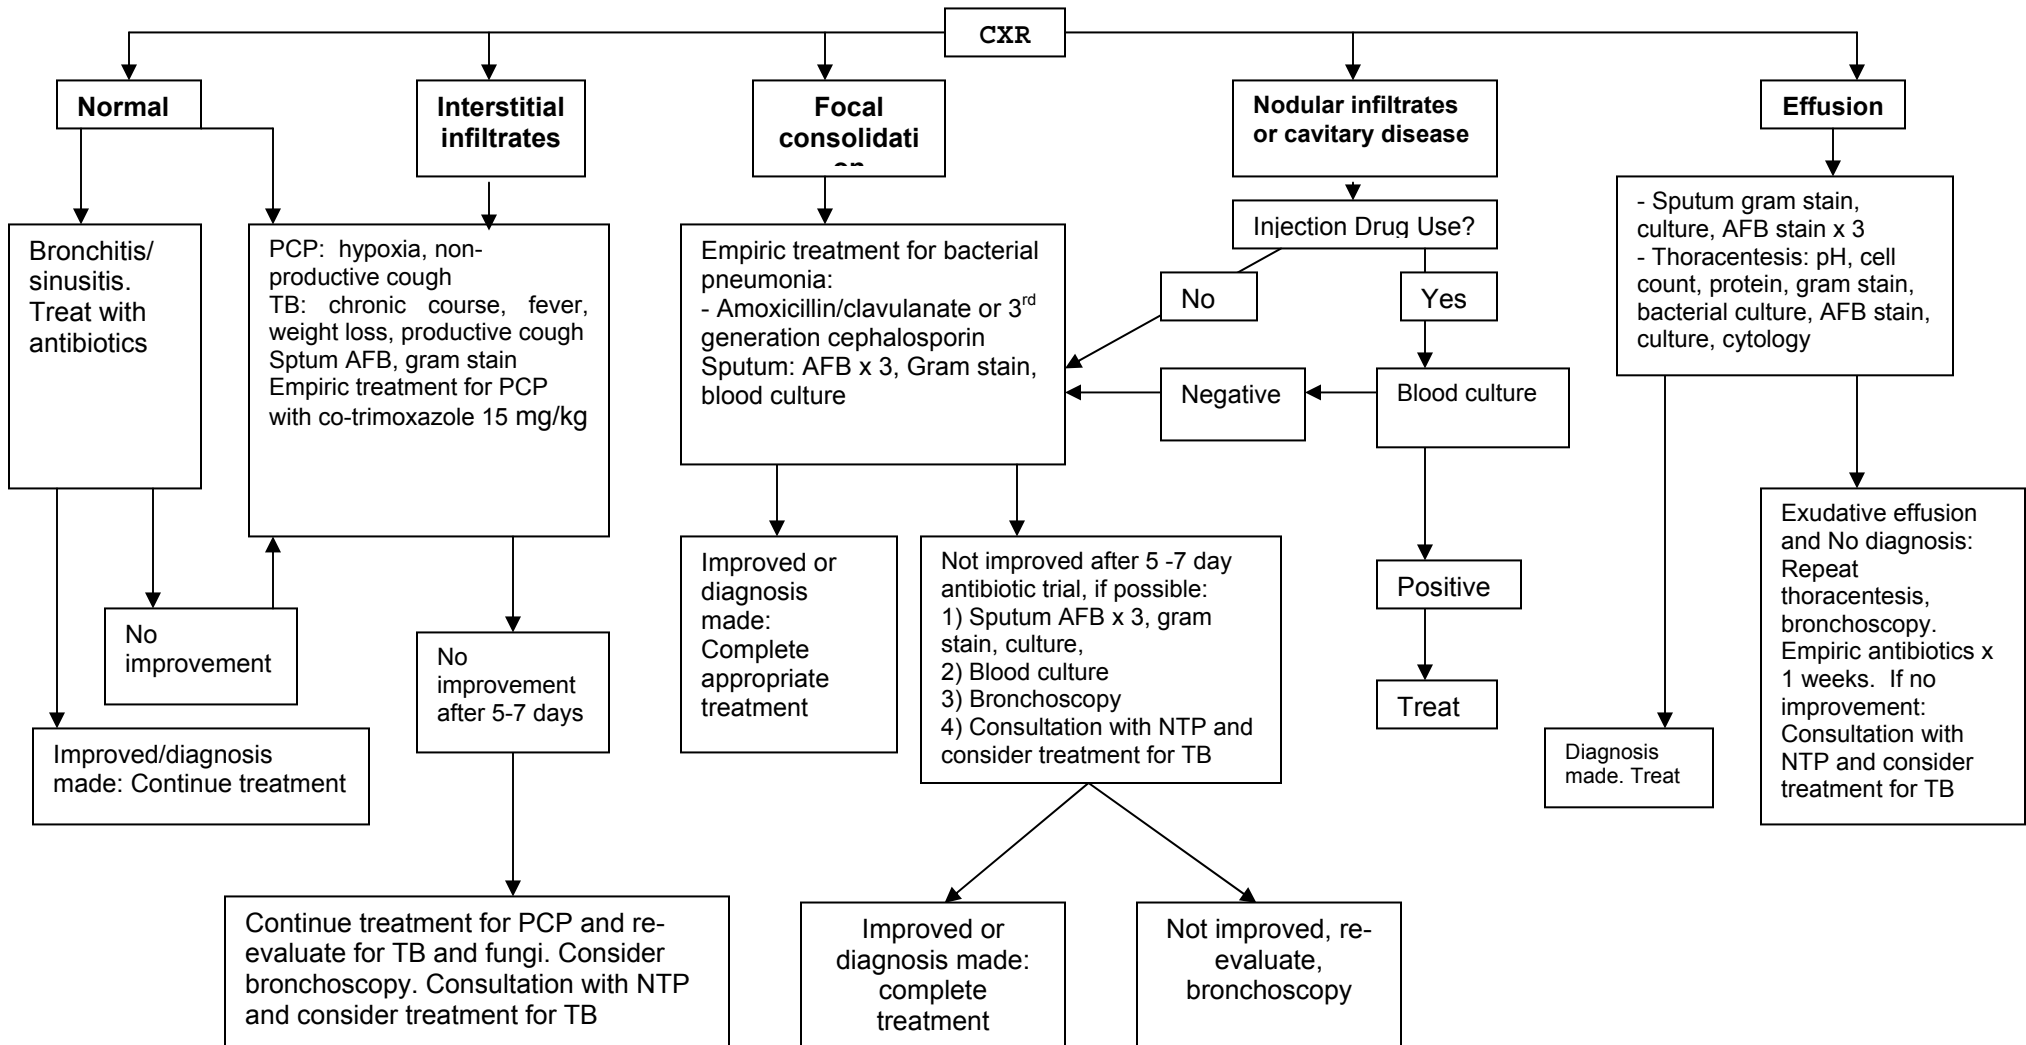 CXR
Normal
Interstitial
infiltrates
Focal
consolidati
on
Nodular infiltrates
or cavitary disease
Effusion
Bronchitis/
sinusitis.
Treat with
antibiotics
PCP: hypoxia, non-
productive cough
TB: chronic course, fever,
weight loss, productive cough
Sptum AFB, gram stain
Empiric treatment for PCP
with co-trimoxazole 15 mg/kg
Empiric treatment for bacterial
pneumonia:
- Amoxicillin/clavulanate or 3rd
generation cephalosporin
Sputum: AFB x 3, Gram stain,
blood culture
Injection Drug Use?
No
Yes
Negative
Blood culture
- Sputum gram stain,
culture, AFB stain x 3
- Thoracentesis: pH, cell
count, protein, gram stain,
bacterial culture, AFB stain,
culture, cytology
No
improvement
Improved/diagnosis
made: Continue treatment
No
improvement
after 5-7 days
Improved or
diagnosis
made:
Complete
appropriate
treatment
Not improved after 5 -7 day
antibiotic trial, if possible:
1) Sputum AFB x 3, gram
stain, culture,
2) Blood culture
3) Bronchoscopy
4) Consultation with NTP and
consider treatment for TB
Positive
Treat
Diagnosis
made. Treat
Exudative effusion
and No diagnosis:
Repeat
thoracentesis,
bronchoscopy.
Empiric antibiotics x
1 weeks. If no
improvement:
Consultation with
NTP and consider
treatment for TB
Continue treatment for PCP and re-
evaluate for TB and fungi. Consider
bronchoscopy. Consultation with NTP
and consider treatment for TB
Improved or
diagnosis made:
complete
treatment
Not improved, re-
evaluate,
bronchoscopy